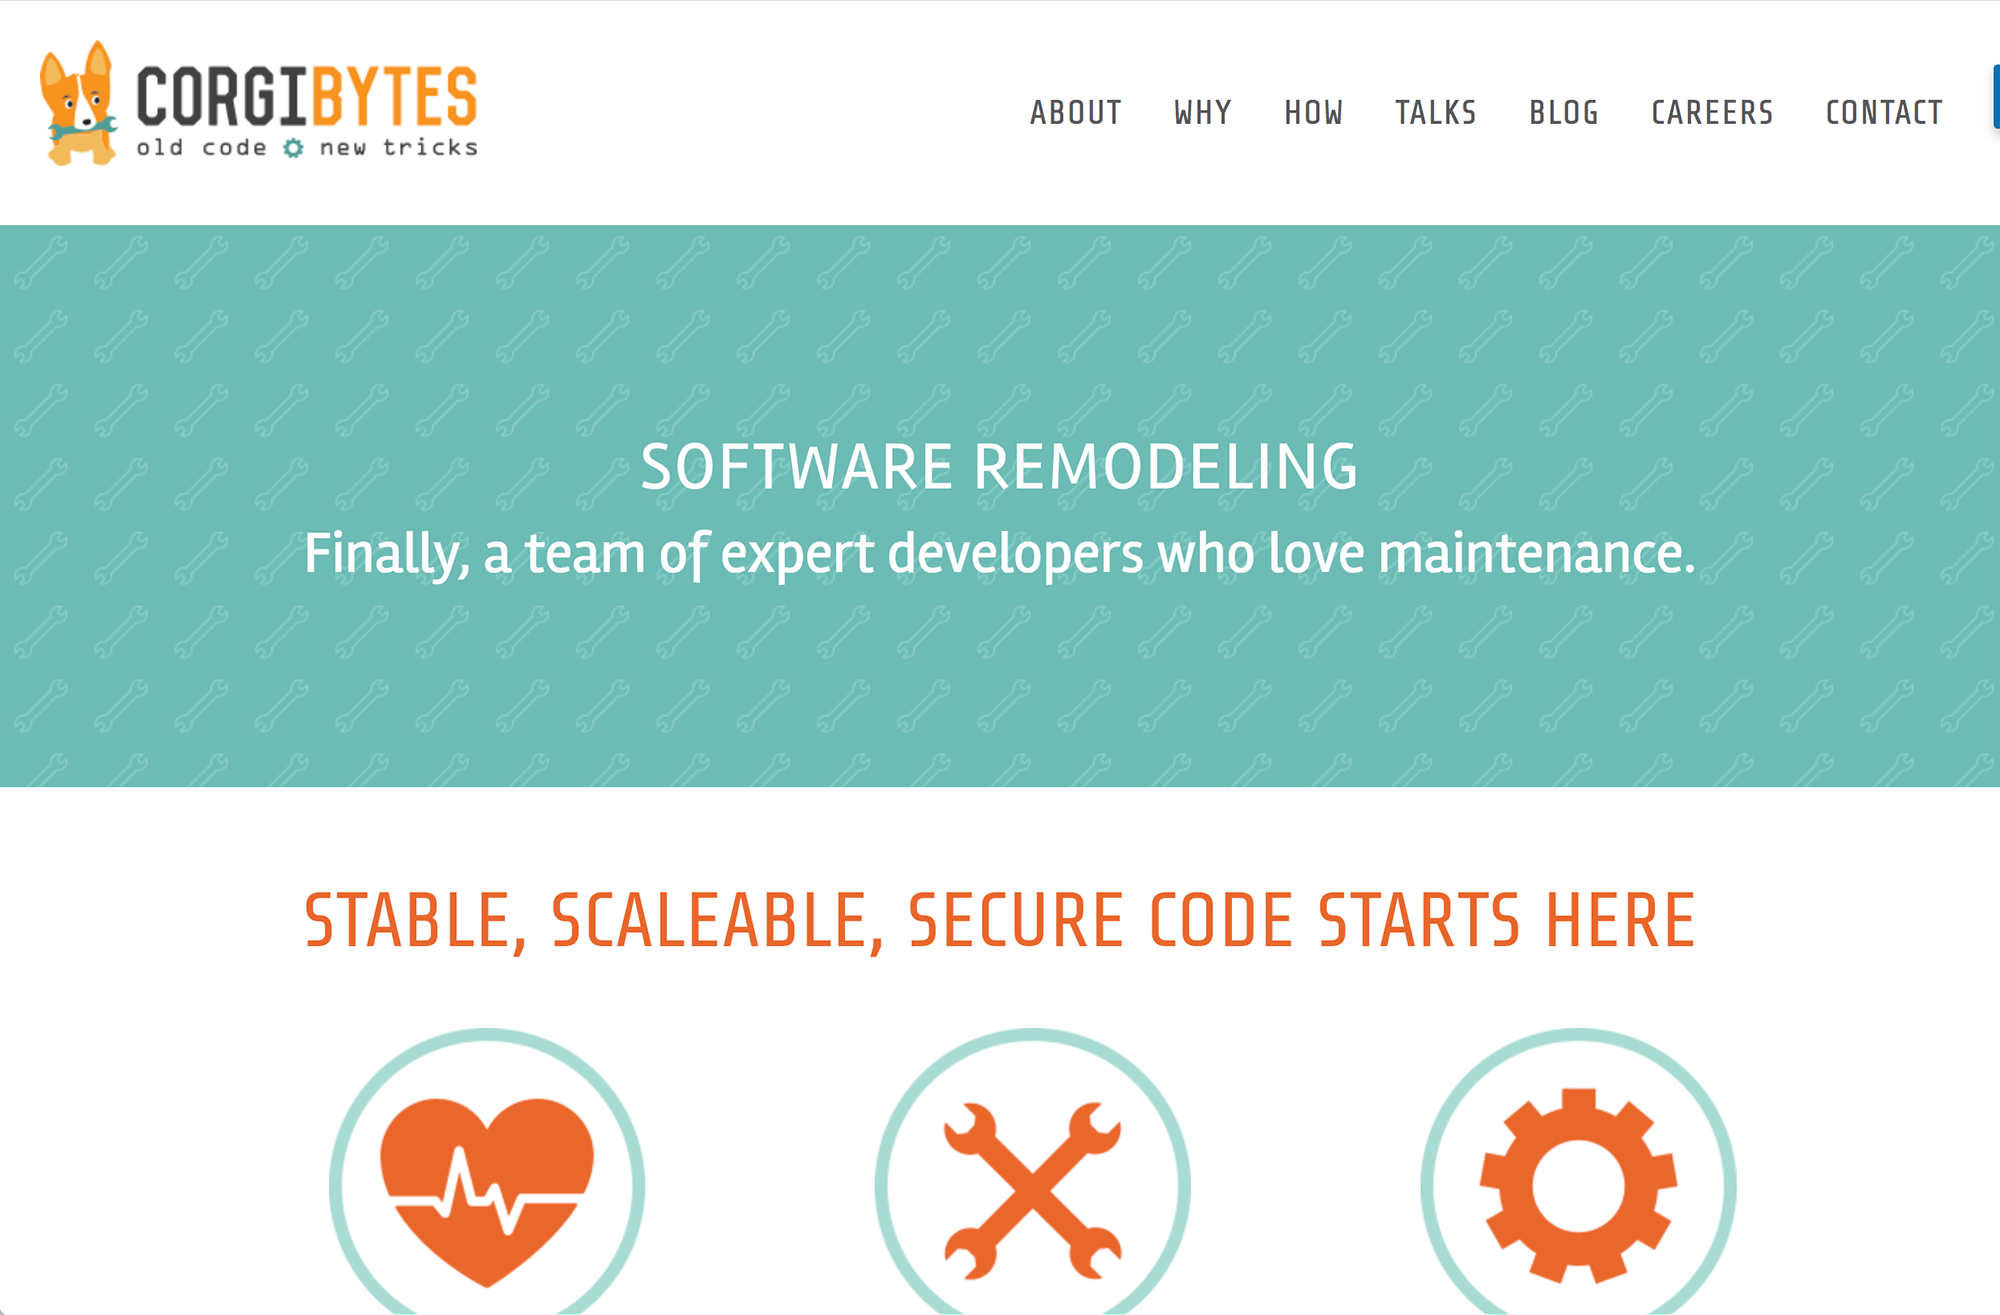 CORGIBYTES
old code new tricks
ABOUT WHY HOW TALKS BLOG CAREERS CONTACT
SOFTWARE REMODELING
Finally, a team of expert developers who love maintenance.
STABLE, SCALEABLE, SECURE CODE STARTS HERE